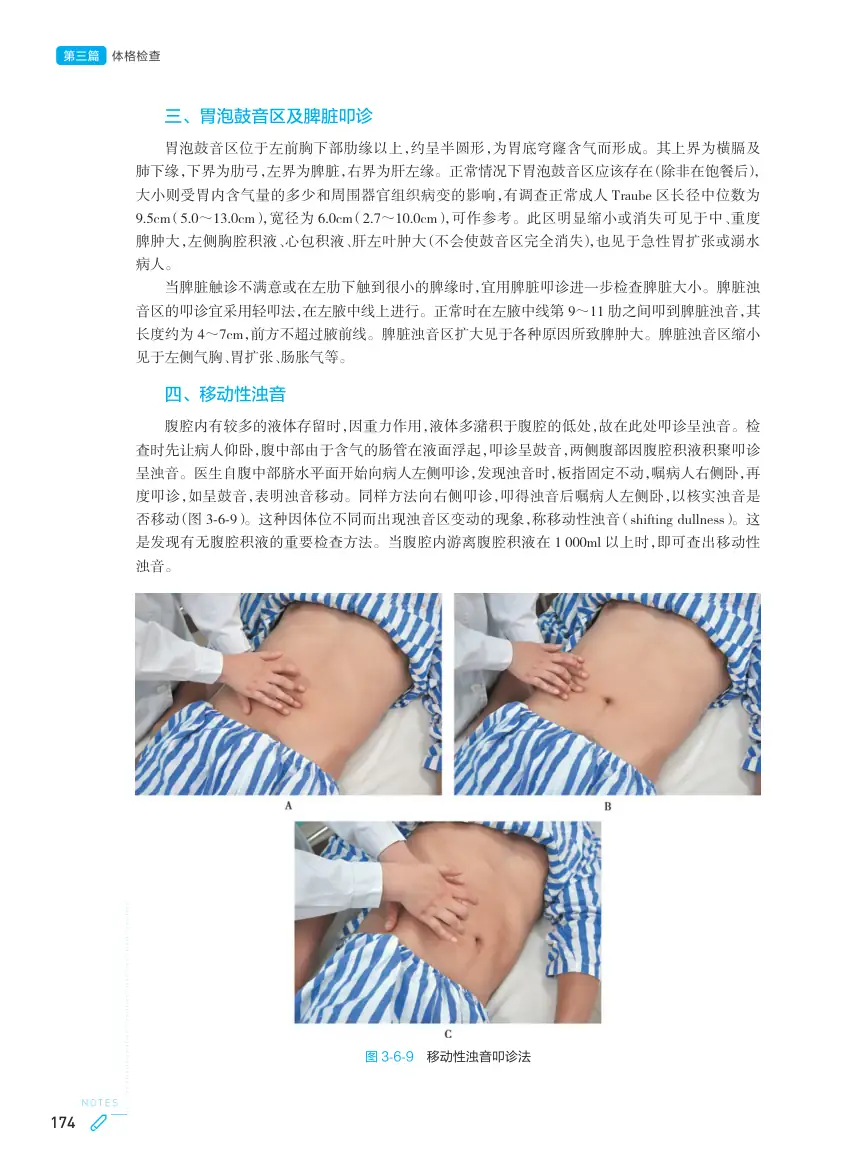 第三篇 体格检查
三、胃泡鼓音区及脾脏叩诊
胃泡鼓音区位于左前胸下部肋缘以上,约呈半圆形,为胃底穹窿含气而形成。其上界为横膈及
肺下缘,下界为肋弓,左界为脾脏,右界为肝左缘。正常情况下胃泡鼓音区应该存在(除非在饱餐后),
大小则受胃内含气量的多少和周围器官组织病变的影响,有调查正常成人 Traube 区长径中位数为
9.5cm(5.0~13.0cm),宽径为 6.0cm(2.7~10.0cm),可作参考。此区明显缩小或消失可见于中、重度
脾肿大,左侧胸腔积液、心包积液、肝左叶肿大(不会使鼓音区完全消失),也见于急性胃扩张或溺水
病人。
当脾脏触诊不满意或在左肋下触到很小的脾缘时,宜用脾脏叩诊进一步检查脾脏大小。脾脏浊
音区的叩诊宜采用轻叩法,在左腋中线上进行。正常时在左腋中线第 9~11 肋之间叩到脾脏浊音,其
长度约为 4~7cm,前方不超过腋前线。脾脏浊音区扩大见于各种原因所致脾肿大。脾脏浊音区缩小
见于左侧气胸、胃扩张、肠胀气等。
四、移动性浊音
腹腔内有较多的液体存留时,因重力作用,液体多潴积于腹腔的低处,故在此处叩诊呈浊音。检
查时先让病人仰卧,腹中部由于含气的肠管在液面浮起,叩诊呈鼓音,两侧腹部因腹腔积液积聚叩诊
呈浊音。医生自腹中部脐水平面开始向病人左侧叩诊,发现浊音时,板指固定不动,嘱病人右侧卧,再
度叩诊,如呈鼓音,表明浊音移动。同样方法向右侧叩诊,叩得浊音后嘱病人左侧卧,以核实浊音是
否移动(图 3-6-9)。这种因体位不同而出现浊音区变动的现象,称移动性浊音(shifting dullness)。这
是发现有无腹腔积液的重要检查方法。当腹腔内游离腹腔积液在 1 000ml 以上时,即可查出移动性
浊音。
A
B
C
图 3-6-9 移动性浊音叩诊法
NOTES
174